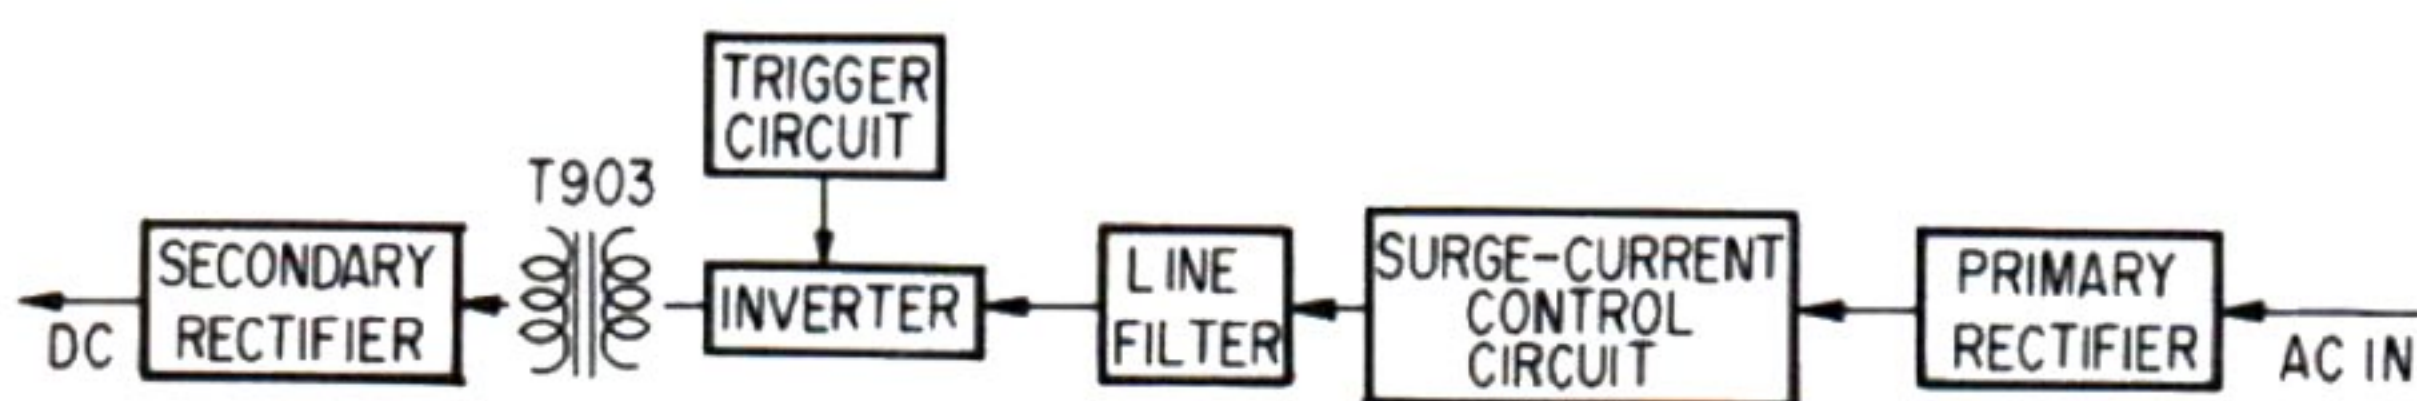 TRIGGER
CIRCUIT
T903
SECONDARY
RECTIFIER
DC
INVERTER
LINE
FILTER
SURGE-CURRENT
CONTROL
CIRCUIT
PRIMARY
RECTIFIER
AC IN